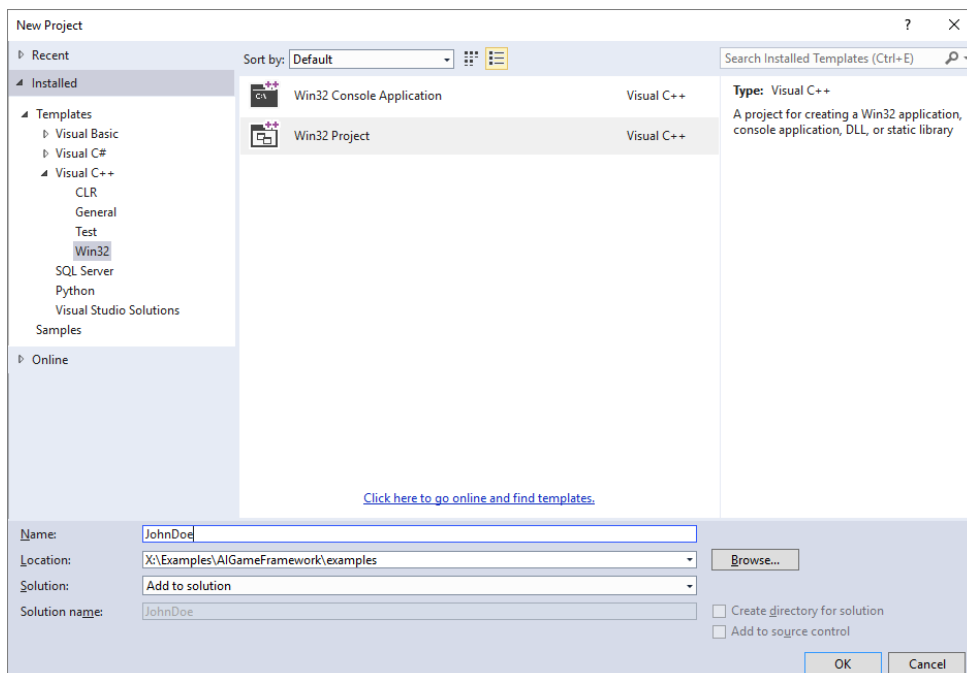 New Project
?
Recent
Sort by: Default
Search Installed Templates (Ctrl+E)
Installed
Templates
Visual Basic
Visual C#
Visual C++
CLR
General
Test
Win32
SQL Server
Python
Visual Studio Solutions
Samples
Online
C:\ Win32 Console Application Visual C++
Win32 Project Visual C++
Type: Visual C++
A project for creating a Win32 application,
console application, DLL, or static library
Click here to go online and find templates.
Name: JohnDoe
Location: X:\Examples\AIGameFramework\examples
Browse...
Solution: Add to solution
Solution name: JohnDoe
Create directory for solution
Add to source control
OK Cancel